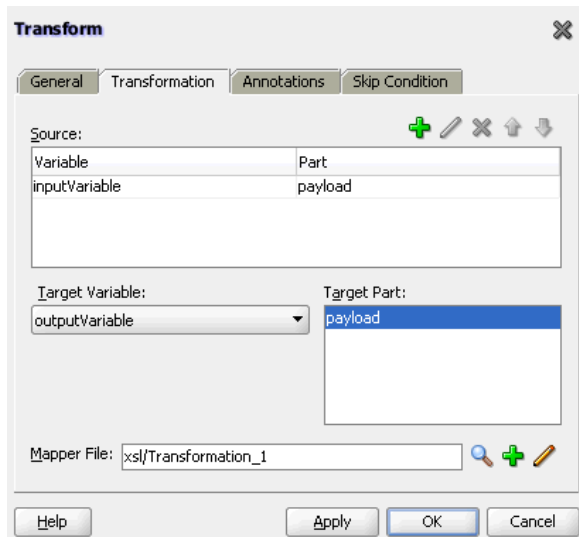 Transform
General Transformation Annotations Skip Condition
Source:
Variable Part
inputVariable payload
Target Variable: Target Part:
outputVariable payload
Mapper File: xsl/Transformation_1
Help Apply OK Cancel